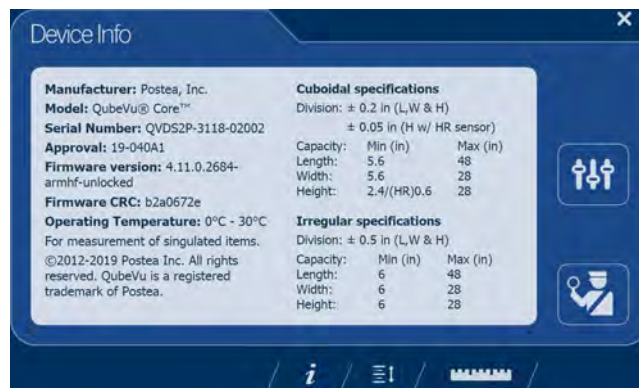 Device Info
Manufacturer: Postea, Inc.
Model: QubeVu® Core™
Serial Number: QVDS2P-3118-02002
Approval: 19-040A1
Firmware version: 4.11.0.2684-
armhf-unlocked
Firmware CRC: b2a0672e
Operating Temperature: 0°C - 30°C
For measurement of singulated items.
©2012-2019 Postea Inc. All rights
reserved. QubeVu is a registered
trademark of Postea.
Cuboidal specifications
Division: ± 0.2 in (L,W & H)
± 0.05 in (H w/ HR sensor)
Capacity: Min (in) Max (in)
Length: 5.6 48
Width: 5.6 28
Height: 2.4/(HR)0.6 28
Irregular specifications
Division: ± 0.5 in (L,W & H)
Capacity: Min (in) Max (in)
Length: 6 48
Width: 6 28
Height: 6 28